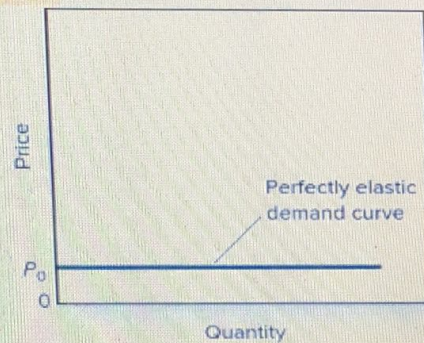 Price
Perfectly elastic
demand curve
P₀
0
Quantity